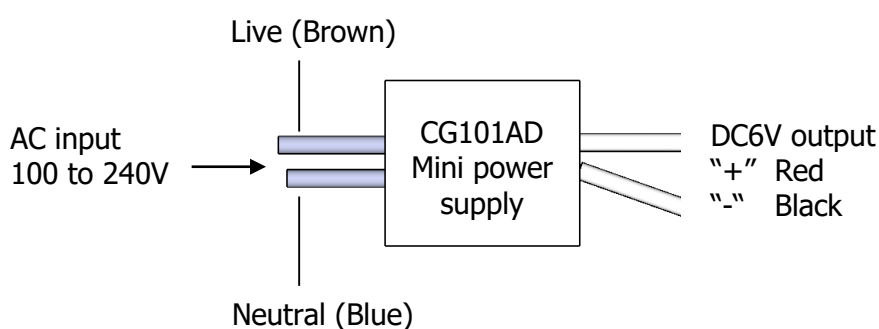 Live (Brown)
AC input
100 to 240V
CG101AD
Mini power
supply
DC6V output
“+” Red
“-“ Black
Neutral (Blue)